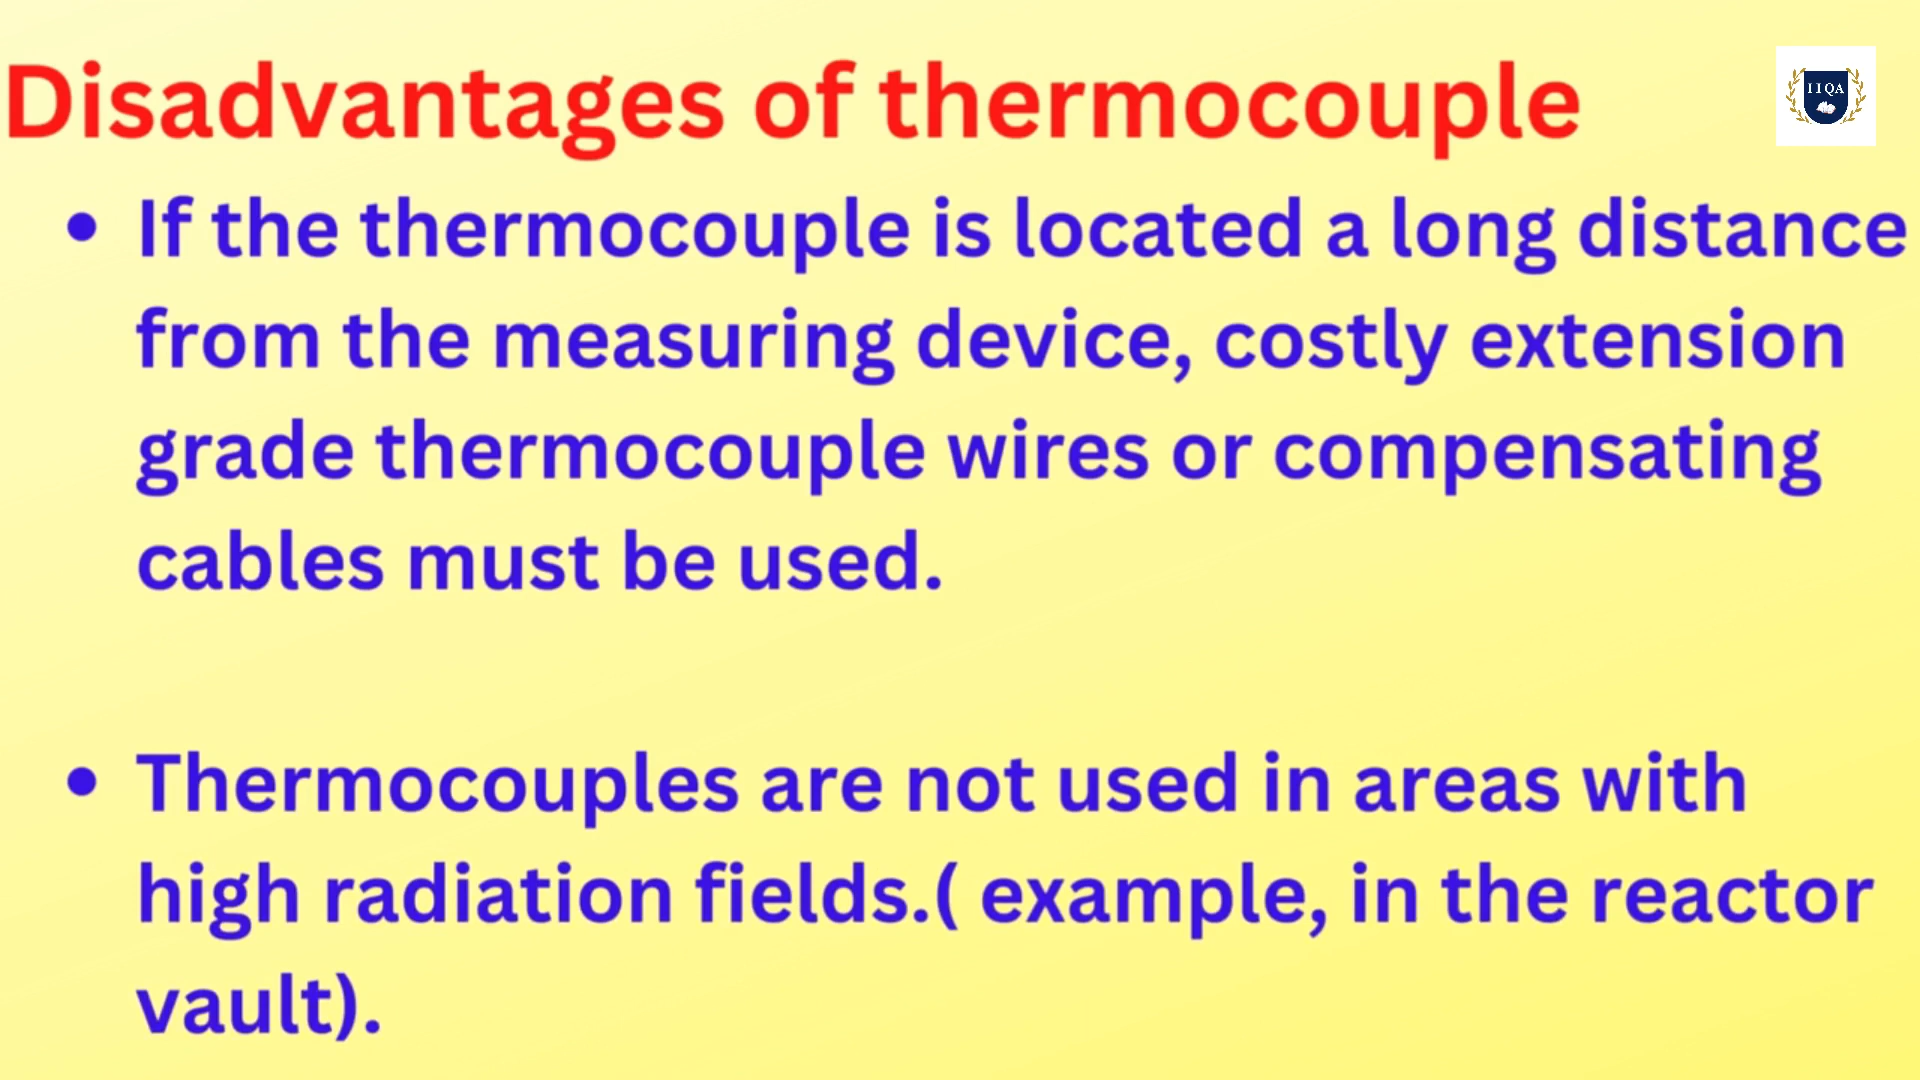 Disadvantages of thermocouple
IIQA
• If the thermocouple is located a long distance
from the measuring device, costly extension
grade thermocouple wires or compensating
cables must be used.
• Thermocouples are not used in areas with
high radiation fields.( example, in the reactor
vault).